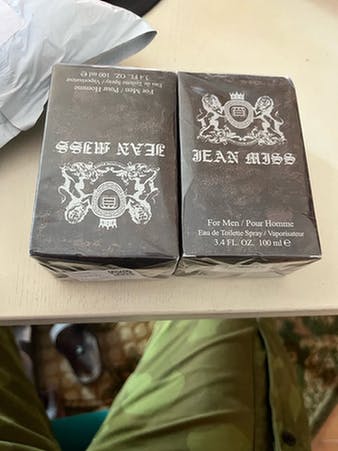 3.4 FL. OZ. 100 ml ℮
Eau de Toilette Spray / Vaporisateur
For Men / Pour Homme
JEAN MISS
JEAN MISS
For Men / Pour Homme
Eau de Toilette Spray / Vaporisateur
3.4 FL. OZ. 100 ml ℮